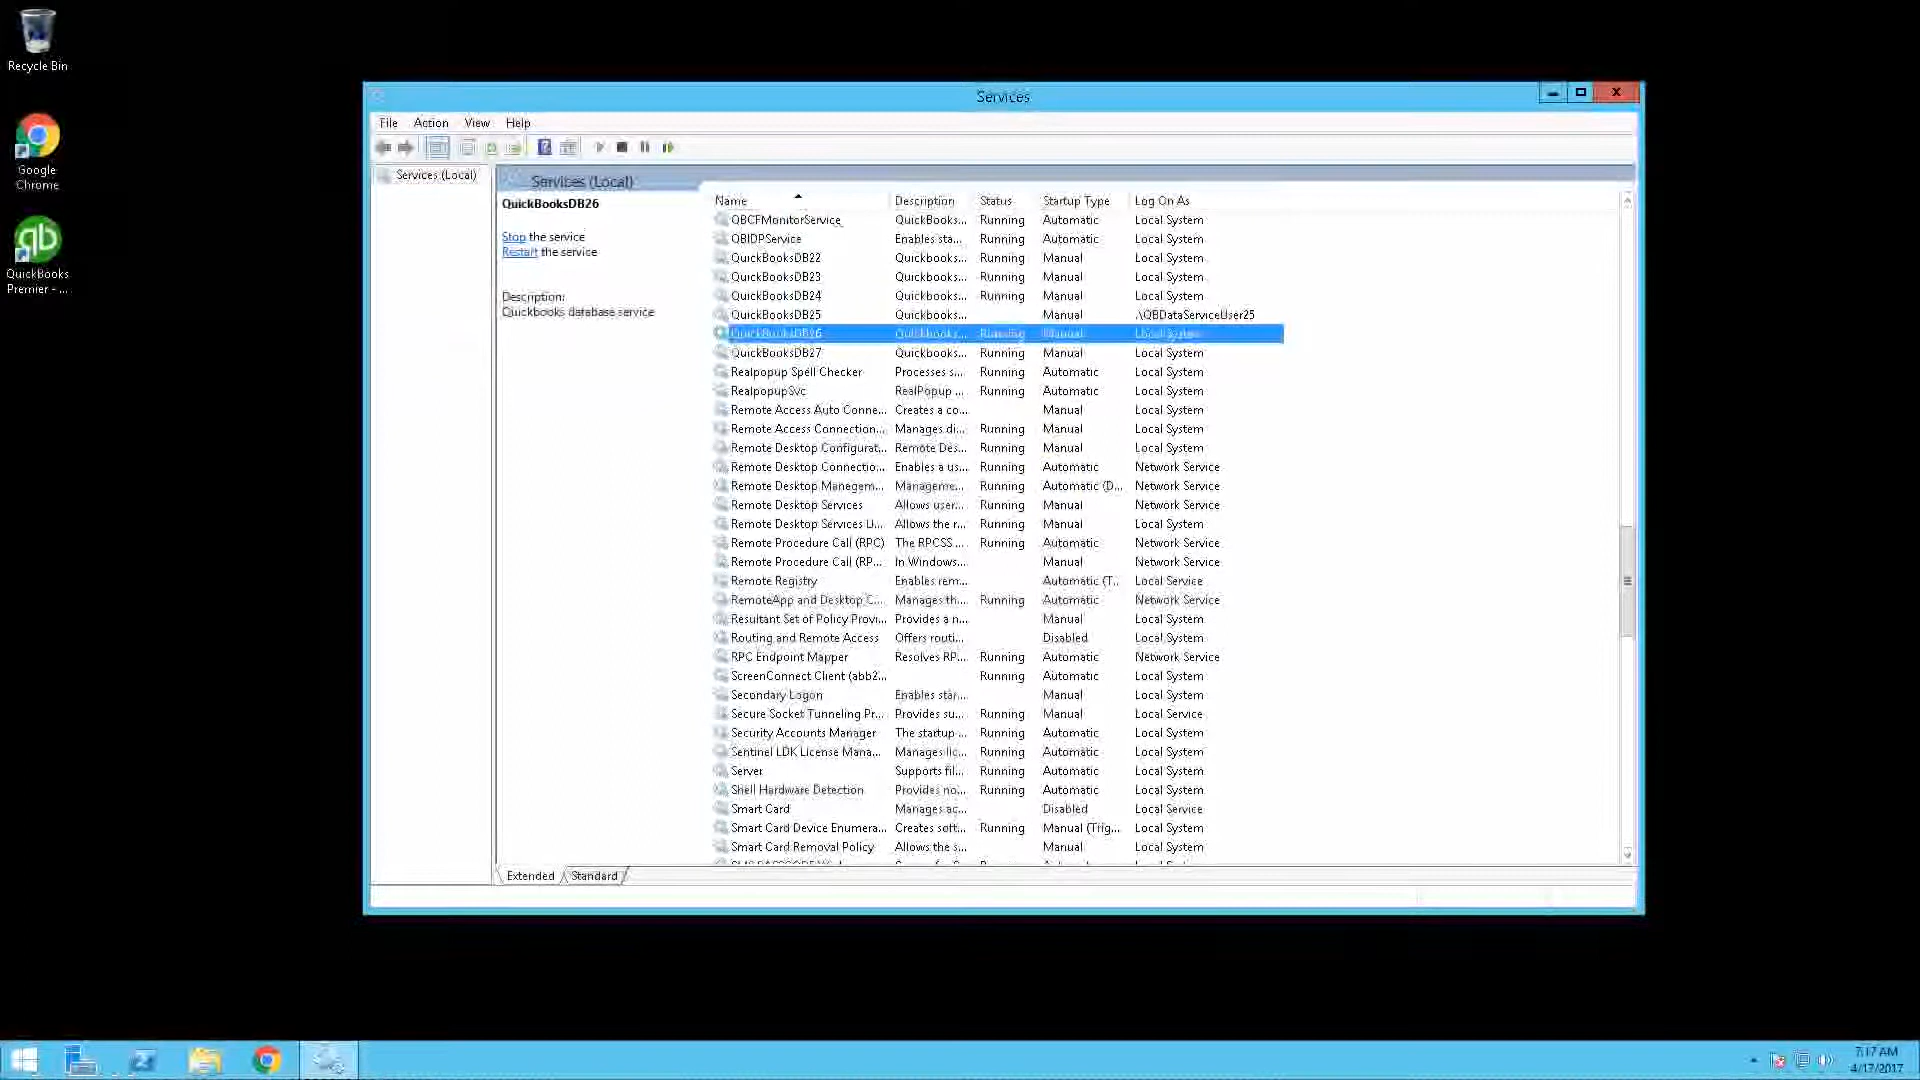 Recycle Bin
Google
Chrome
QuickBooks
Premier - ...
Services
File Action View Help
Services (Local)
Services (Local)
QuickBooksDB26
Stop the service
Restart the service
Description:
Quickbooks database service
Name Description Status Startup Type Log On As
QBCFMonitorService QuickBooks... Running Automatic Local System
QBIDPService Enables sta... Running Automatic Local System
QuickBooksDB22 Quickbooks... Running Manual Local System
QuickBooksDB23 Quickbooks... Running Manual Local System
QuickBooksDB24 Quickbooks... Running Manual Local System
QuickBooksDB25 Quickbooks... Manual .\QBDataServiceUser25
QuickBooksDB26 Quickbooks... Running Manual Local System
QuickBooksDB27 Quickbooks... Running Manual Local System
Realpopup Spell Checker Processes s... Running Automatic Local System
RealpopupSvc RealPopup ... Running Automatic Local System
Remote Access Auto Conne... Creates a co... Manual Local System
Remote Access Connection... Manages di... Running Manual Local System
Remote Desktop Configurat... Remote Des... Running Manual Local System
Remote Desktop Connectio... Enables a us... Running Automatic Network Service
Remote Desktop Managem... Manageme... Running Automatic (D... Network Service
Remote Desktop Services Allows user... Running Manual Network Service
Remote Desktop Services U... Allows the r... Running Manual Local System
Remote Procedure Call (RPC) The RPCSS ... Running Automatic Network Service
Remote Procedure Call (RP... In Windows... Manual Network Service
Remote Registry Enables rem... Automatic (T... Local Service
RemoteApp and Desktop C... Manages th... Running Automatic Network Service
Resultant Set of Policy Provi... Provides a n... Manual Local System
Routing and Remote Access Offers routi... Disabled Local System
RPC Endpoint Mapper Resolves RP... Running Automatic Network Service
ScreenConnect Client (abb2... Running Automatic Local System
Secondary Logon Enables star... Manual Local System
Secure Socket Tunneling Pr... Provides su... Running Manual Local Service
Security Accounts Manager The startup ... Running Automatic Local System
Sentinel LDK License Mana... Manages lic... Running Automatic Local System
Server Supports fil... Running Automatic Local System
Shell Hardware Detection Provides no... Running Automatic Local System
Smart Card Manages ac... Disabled Local Service
Smart Card Device Enumera... Creates soft... Running Manual (Trig... Local System
Smart Card Removal Policy Allows the s... Manual Local System
Extended Standard
7:17 AM
4/17/2017